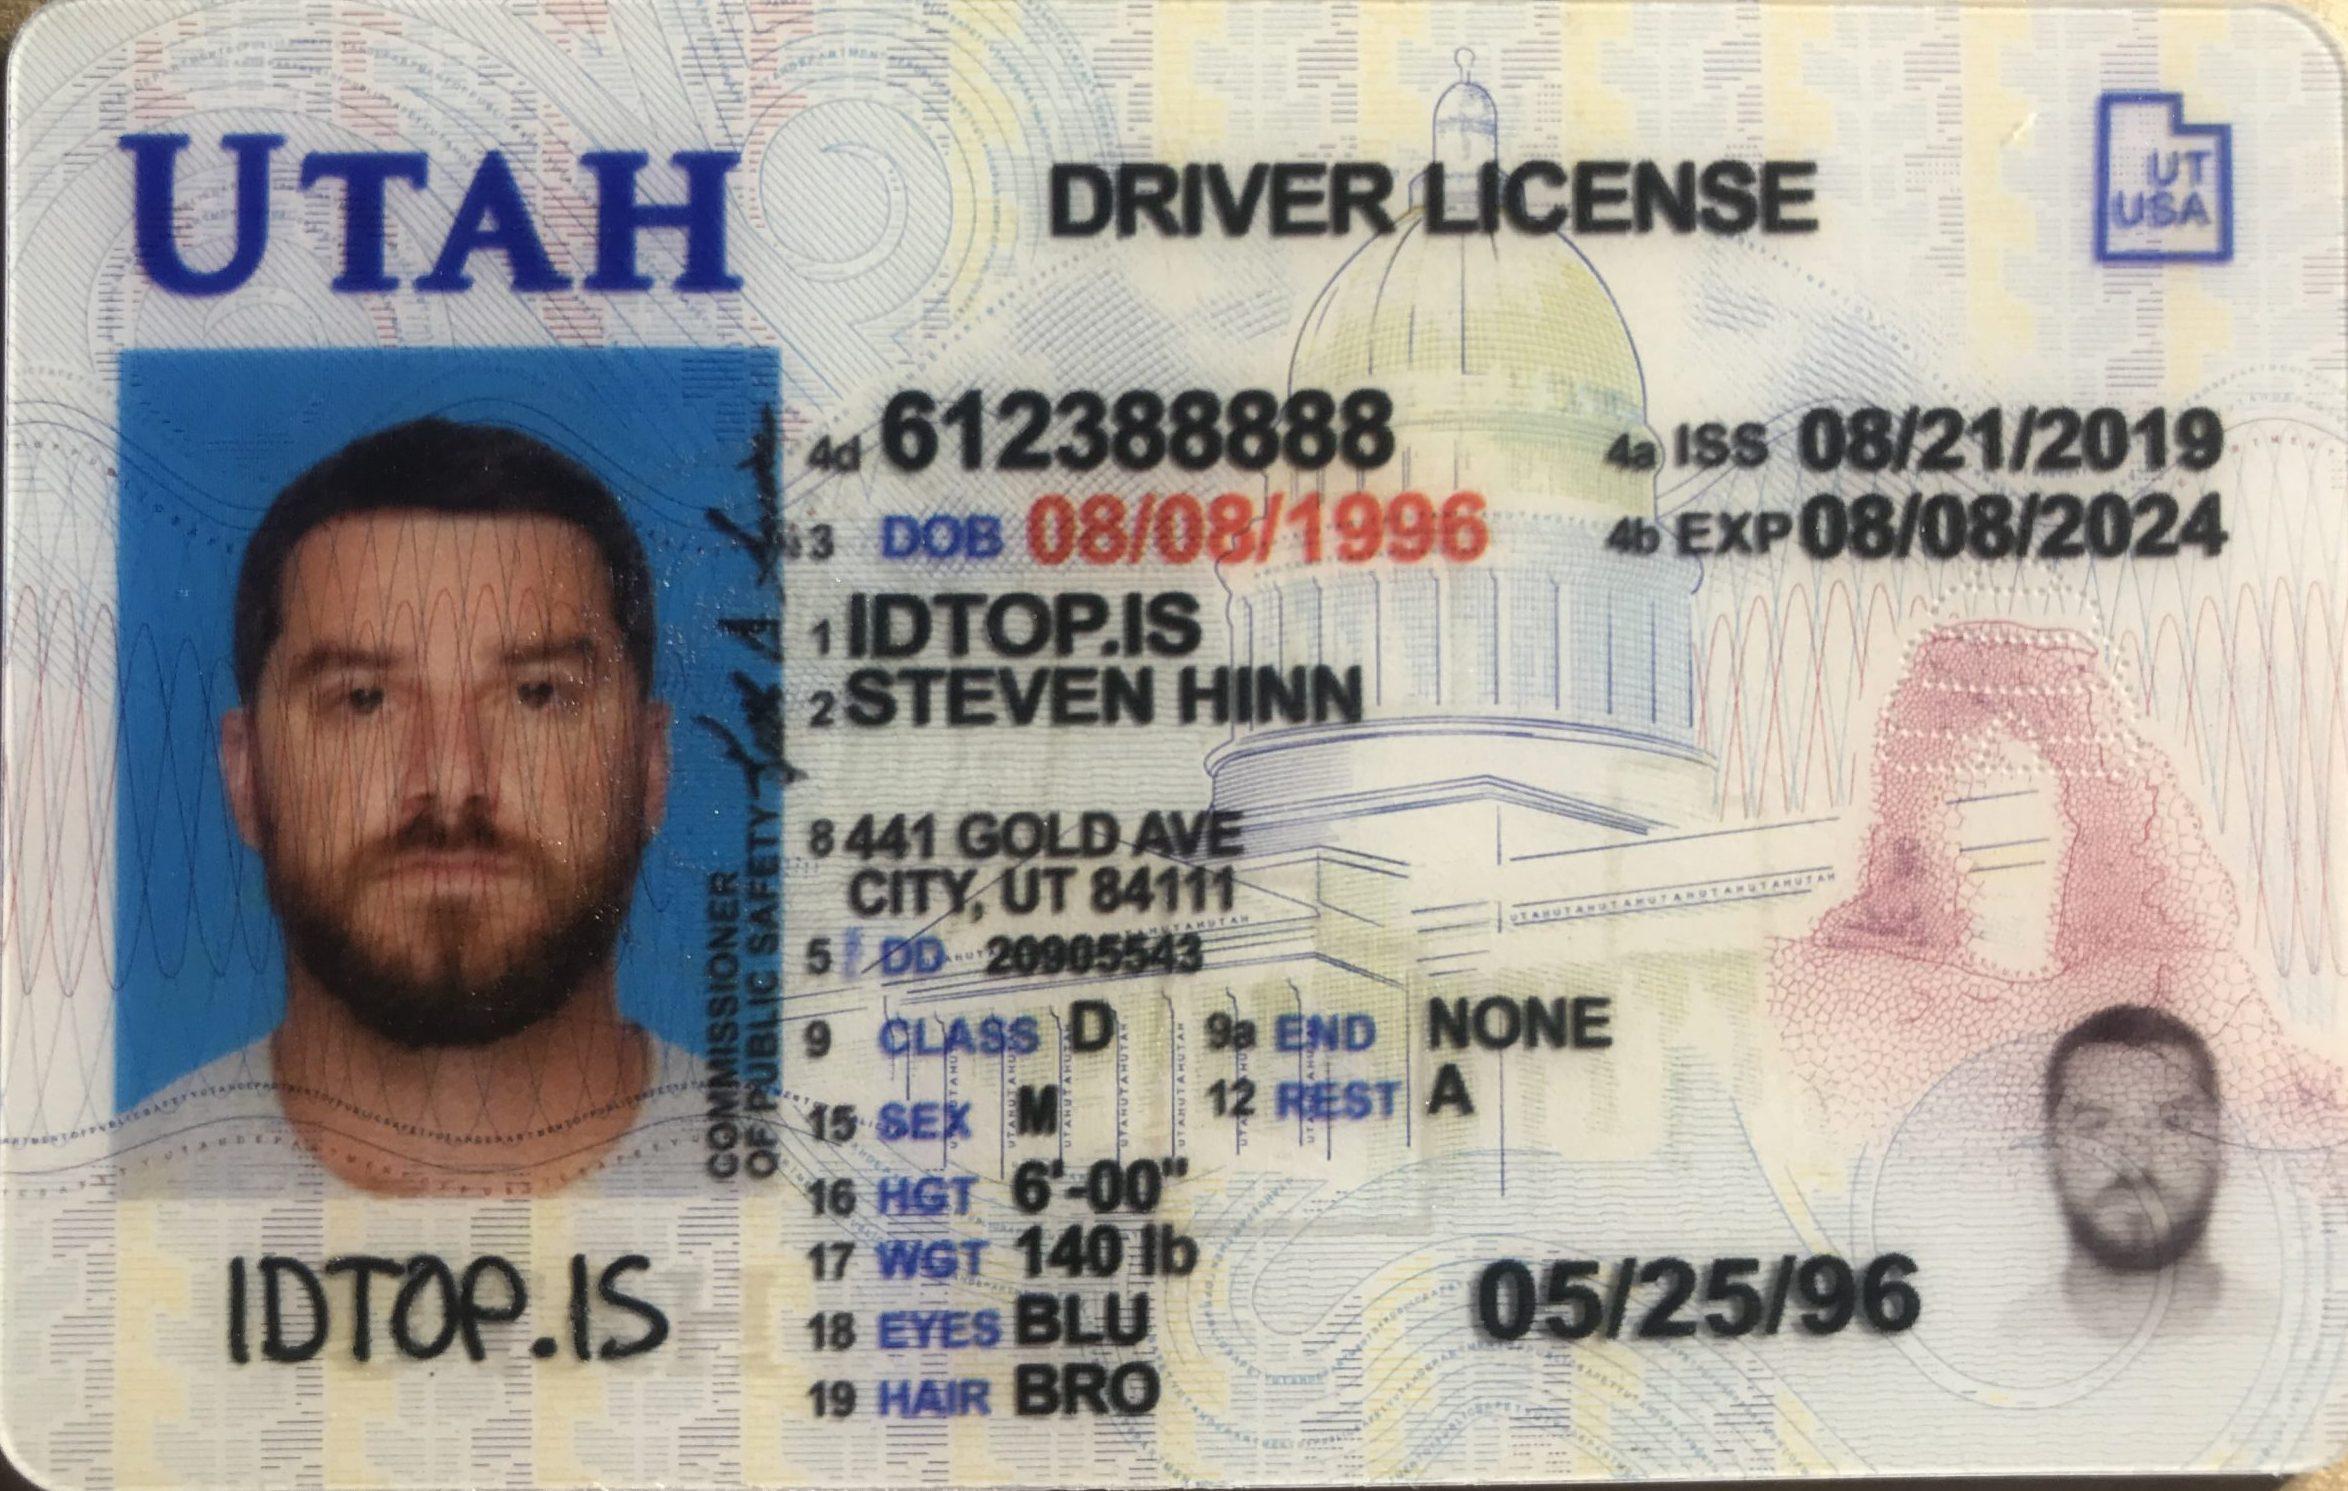 UTAH
DRIVER LICENSE
UT
USA
4d 612388888
4a ISS 08/21/2019
3 DOB 08/08/1996
4b EXP 08/08/2024
1 IDTOP.IS
2 STEVEN HINN
8 441 GOLD AVE
CITY, UT 84111
5 DD 20905543
9 CLASS D 9a END NONE
15 SEX M 12 REST A
16 HGT 6'-00"
17 WGT 140 lb
18 EYES BLU
19 HAIR BRO
COMMISSIONER
OF PUBLIC SAFETY
IDTOP.IS
05/25/96